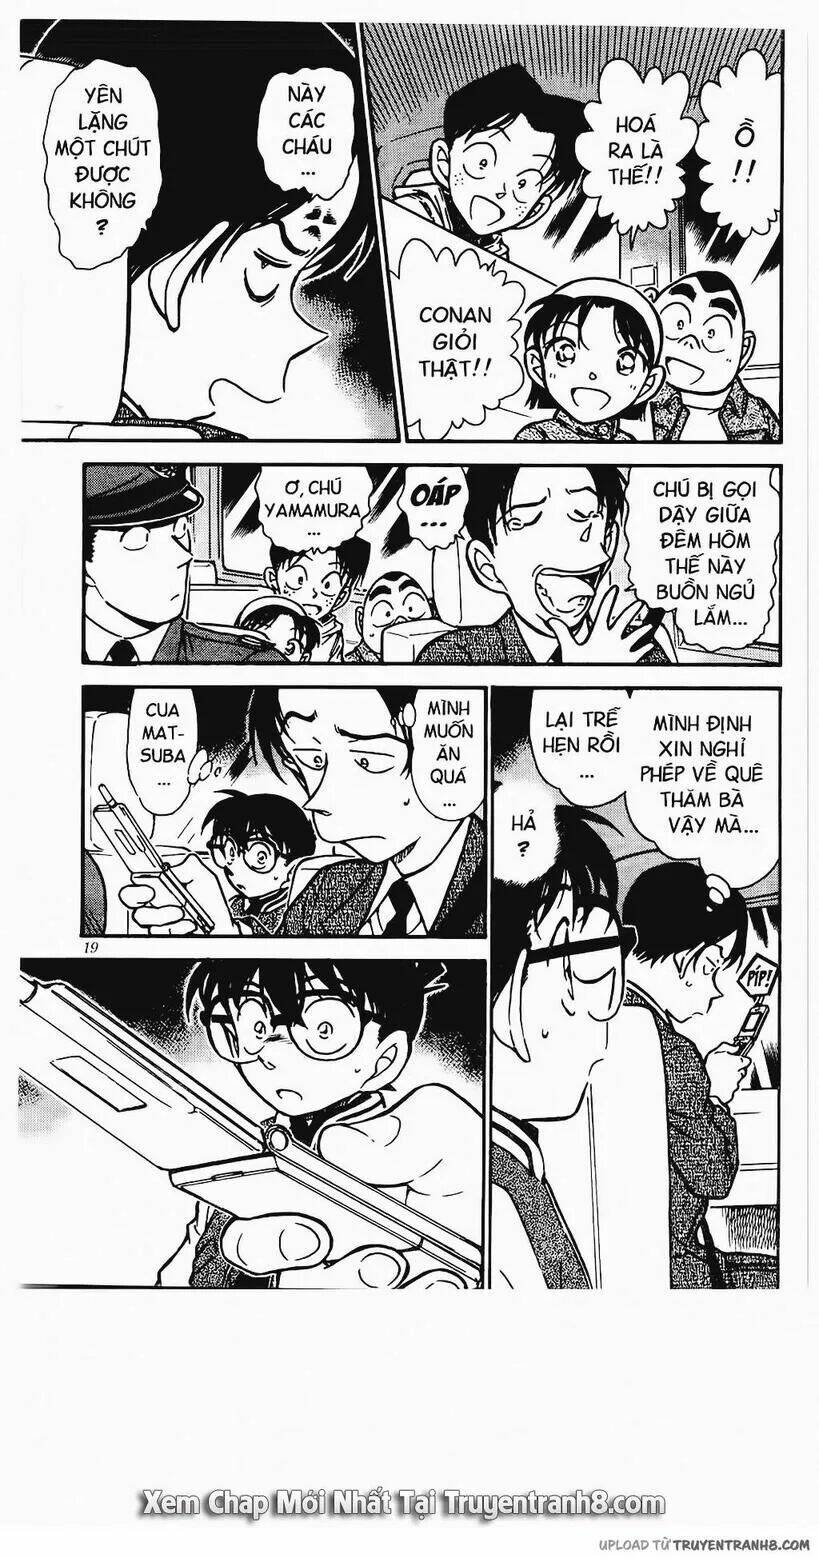 Ồ
!!
HOÁ
RA LÀ
THẾ!!
CONAN
GIỎI
THẬT!!
NÀY
CÁC
CHÁU
...
YÊN
LẶNG
MỘT CHÚT
ĐƯỢC
KHÔNG
?
CHÚ BỊ GỌI
DẬY GIỮA
ĐÊM HÔM
THẾ NÀY
BUỒN NGỦ
LẮM...
OÁP
...
Ơ, CHÚ
YAMAMURA
...
MÌNH ĐỊNH
XIN NGHỈ
PHÉP VỀ QUÊ
THĂM BÀ
VẬY MÀ...
LẠI TRỄ
HẸN RỒI
...
PÍP!
HẢ
?
MÌNH
MUỐN
ĂN
QUÁ
...
CUA
MAT-
SUBA
...
19
Xem Chap Mới Nhất Tại Truyentranh8.com
UPLOAD TỪ TRUYENTRANH8.COM